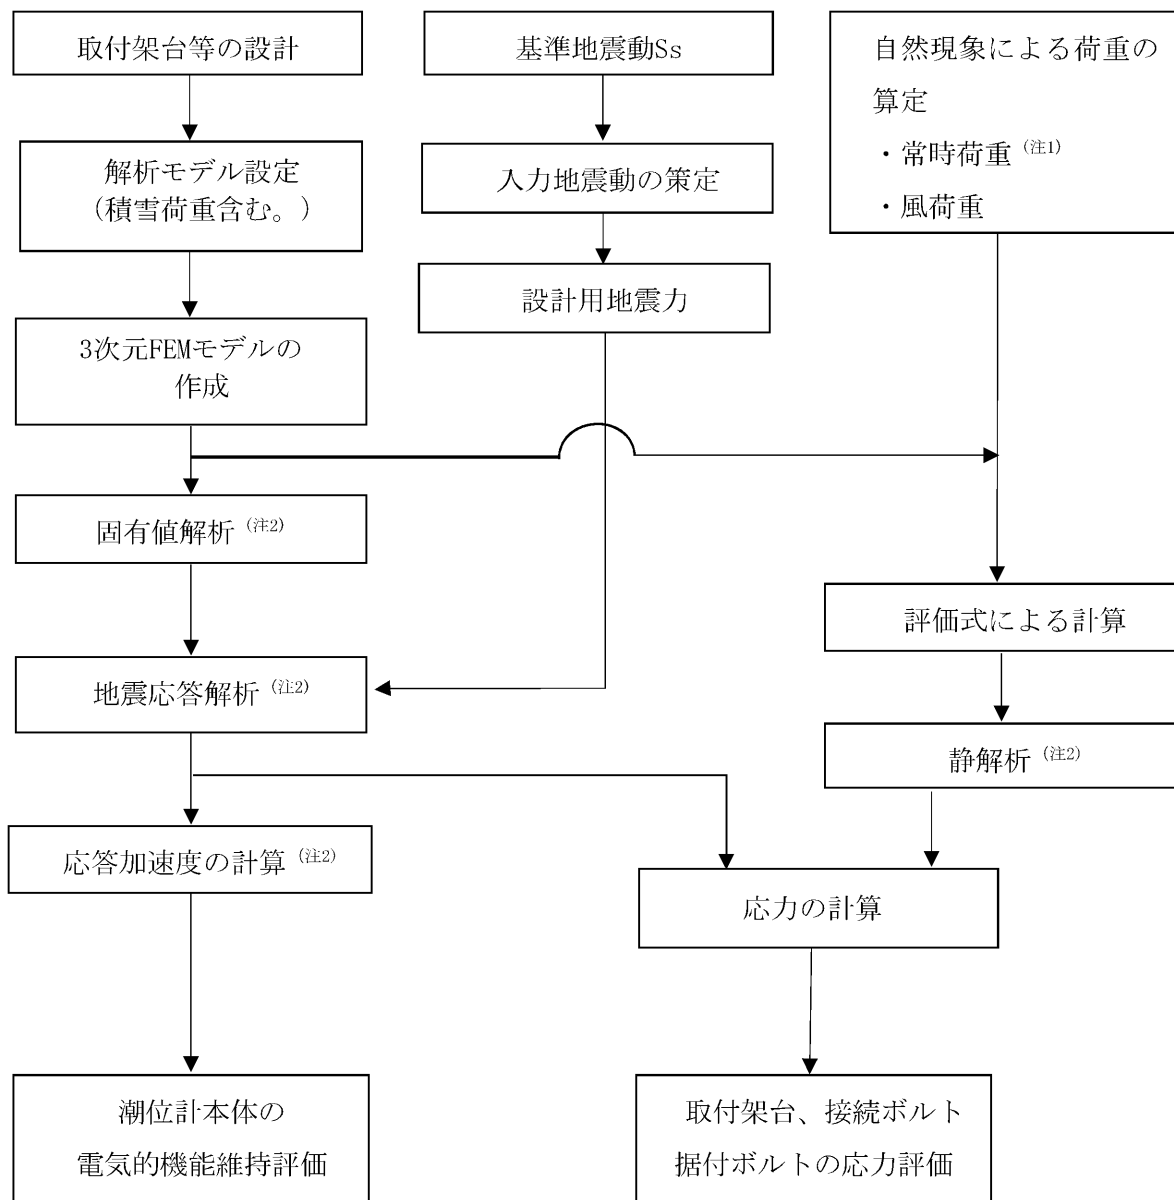 取付架台等の設計
基準地震動Ss
自然現象による荷重の
算定
・常時荷重（注1）
・風荷重
解析モデル設定
（積雪荷重含む。）
入力地震動の策定
設計用地震力
3次元FEMモデルの
作成
固有値解析（注2）
評価式による計算
地震応答解析（注2）
静解析（注2）
応答加速度の計算（注2）
応力の計算
潮位計本体の
電気的機能維持評価
取付架台、接続ボルト
据付ボルトの応力評価